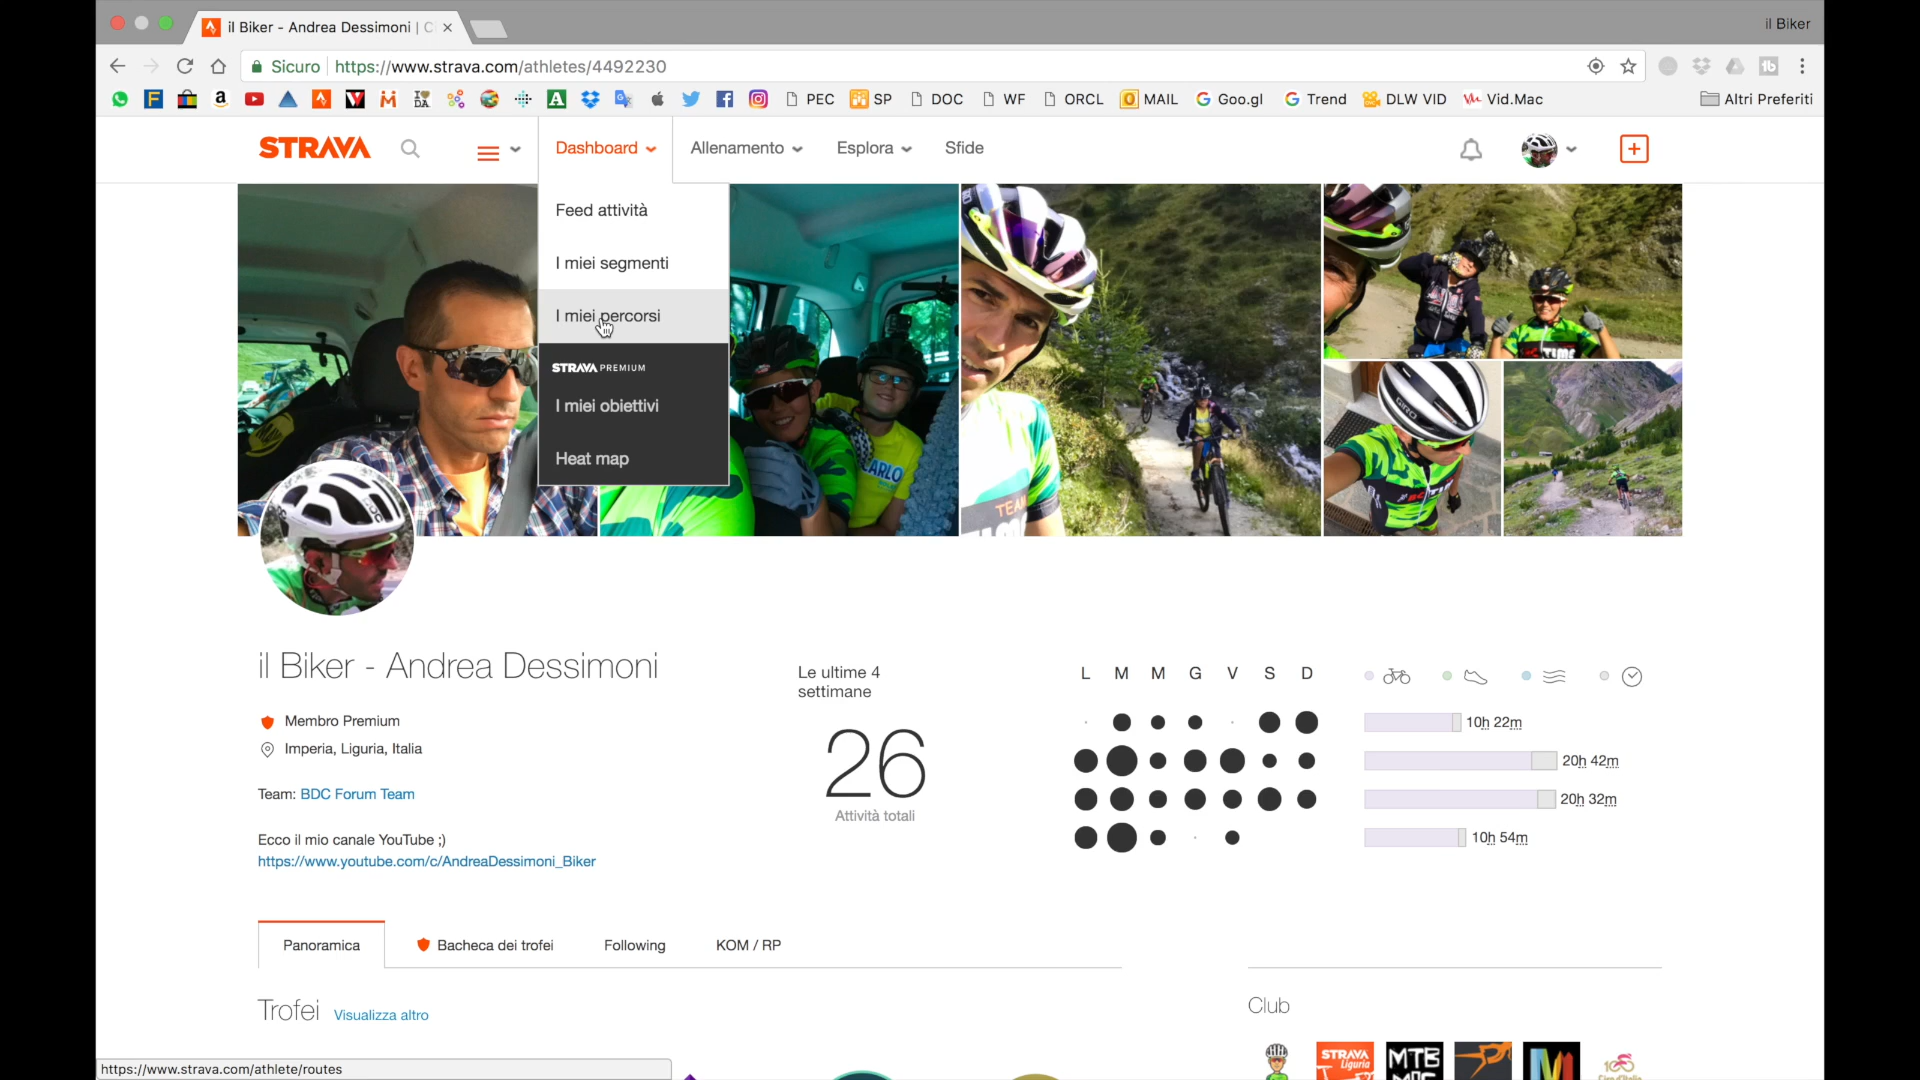 il Biker - Andrea Dessimoni | C
il Biker
Sicuro
https://www.strava.com/athletes/4492230
PEC
SP
DOC
WF
ORCL
MAIL
Goo.gl
Trend
DLW VID
Vid.Mac
Altri Preferiti
STRAVA
Dashboard
Allenamento
Esplora
Sfide
Feed attività
I miei segmenti
I miei percorsi
STRAVA PREMIUM
I miei obiettivi
Heat map
il Biker - Andrea Dessimoni
Membro Premium
Imperia, Liguria, Italia
Team: BDC Forum Team
Ecco il mio canale YouTube ;)
https://www.youtube.com/c/AndreaDessimoni_Biker
Le ultime 4
settimane
26
Attività totali
L M M G V S D
10h 22m
20h 42m
20h 32m
10h 54m
Panoramica
Bacheca dei trofei
Following
KOM / RP
Trofei
Visualizza altro
Club
STRAVA
Liguria
MTB
https://www.strava.com/athlete/routes